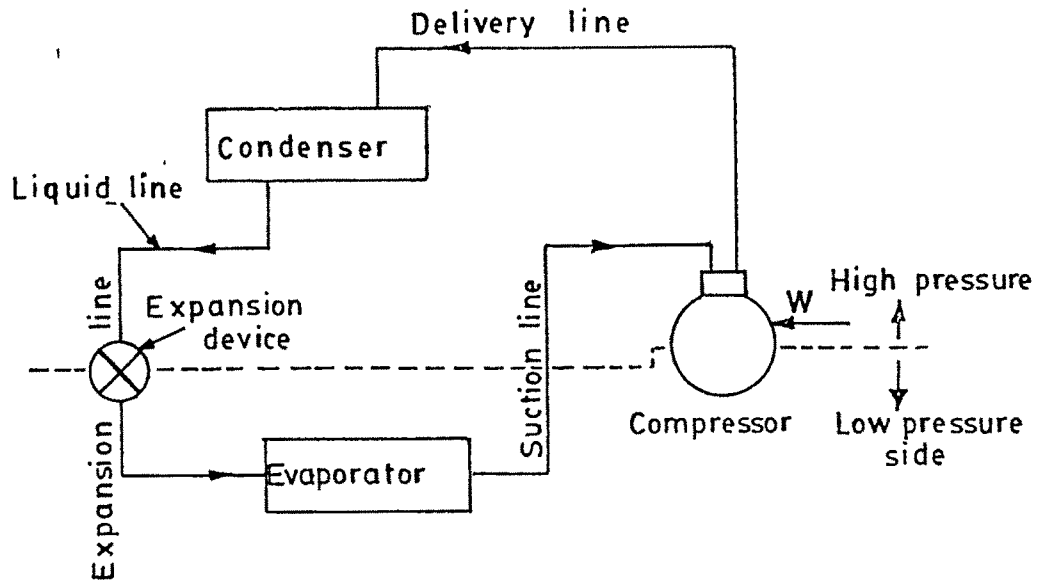 Delivery line
Condenser
Liquid line
Expansion line
Expansion
device
Suction line
W
High pressure
Compressor
Low pressure
side
Evaporator